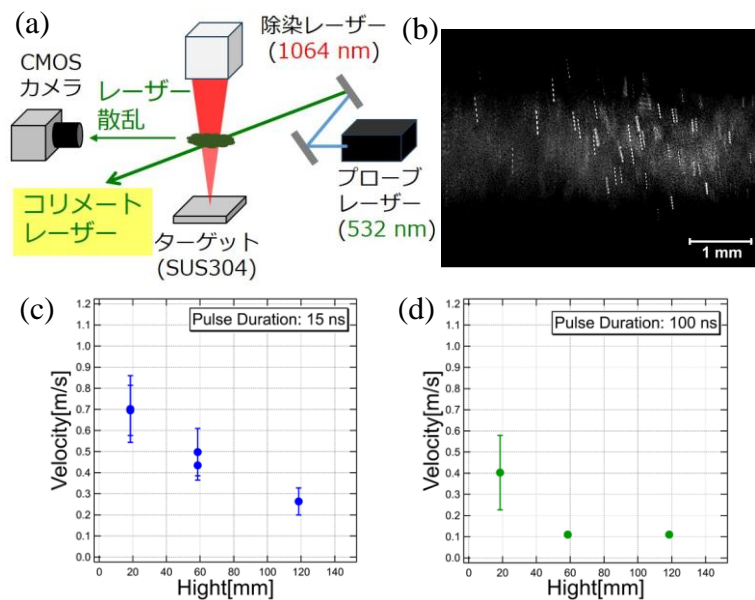 (a)
除染レーザー
(1064 nm)
CMOS
カメラ
レーザー
散乱
コリメート
レーザー
ターゲット
(SUS304)
プローブ
レーザー
(532 nm)
(b)
1 mm
(c)
Pulse Duration: 15 ns
1.2
1.1
1.0
0.9
0.8
0.7
0.6
0.5
0.4
0.3
0.2
0.1
0.0
Velocity[m/s]
0 20 40 60 80 100 120 140
Hight[mm]
(d)
Pulse Duration: 100 ns
1.2
1.1
1.0
0.9
0.8
0.7
0.6
0.5
0.4
0.3
0.2
0.1
0.0
Velocity[m/s]
0 20 40 60 80 100 120 140
Hight[mm]